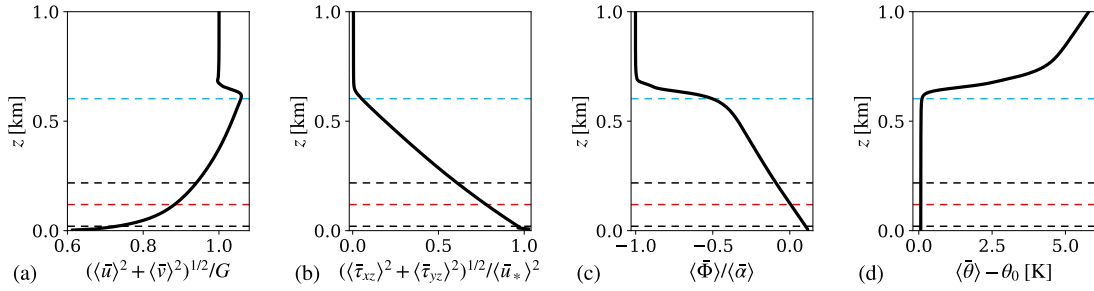 1.0
0.5
0.0
z [km]
0.6 0.8 1.0
(a) (⟨ū⟩² + ⟨v̄⟩²)^{1/2}/G
1.0
0.5
0.0
z [km]
0.0 0.5 1.0
(b) (⟨τ̄_{xz}⟩² + ⟨τ̄_{yz}⟩²)^{1/2}/⟨ū_*⟩²
1.0
0.5
0.0
z [km]
−1.0 −0.5 0.0
(c) ⟨Φ̄⟩/⟨ᾱ⟩
1.0
0.5
0.0
z [km]
0.0 2.5 5.0
(d) ⟨θ̄⟩ − θ₀ [K]